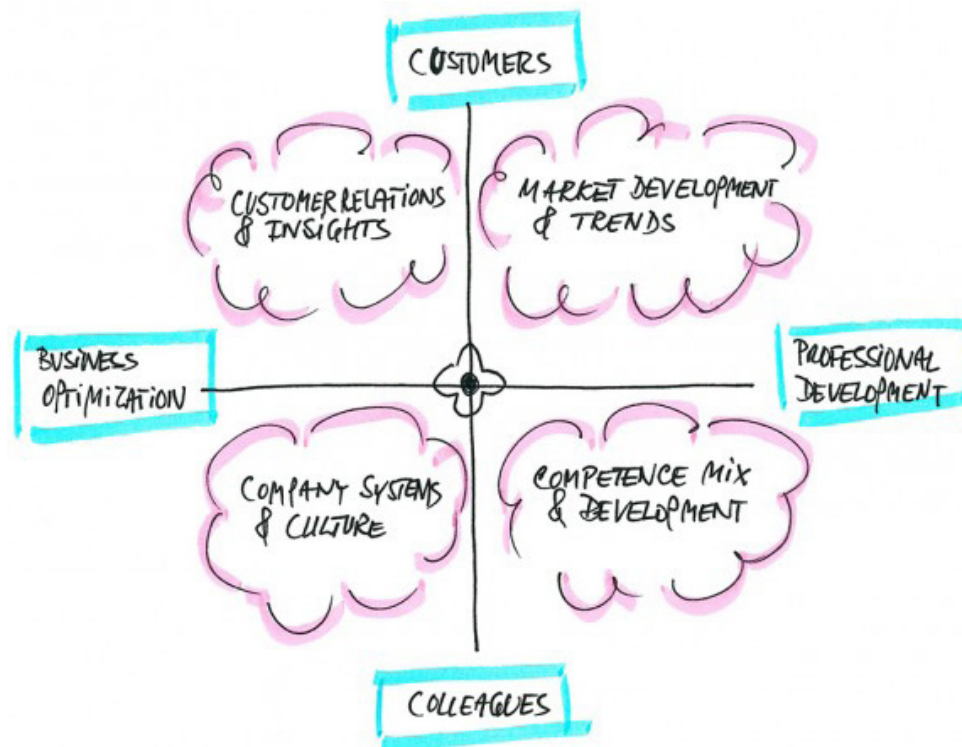 CUSTOMERS
CUSTOMERRELATIONS
& INSIGHTS
MARKET DEVELOPMENT
& TRENDS
BUSINESS
OPTIMIZATION
PROFESSIONAL
DEVELOPMENT
COMPANY SYSTEMS
& CULTURE
COMPETENCE MIX
& DEVELOPMENT
COLLEAGUES